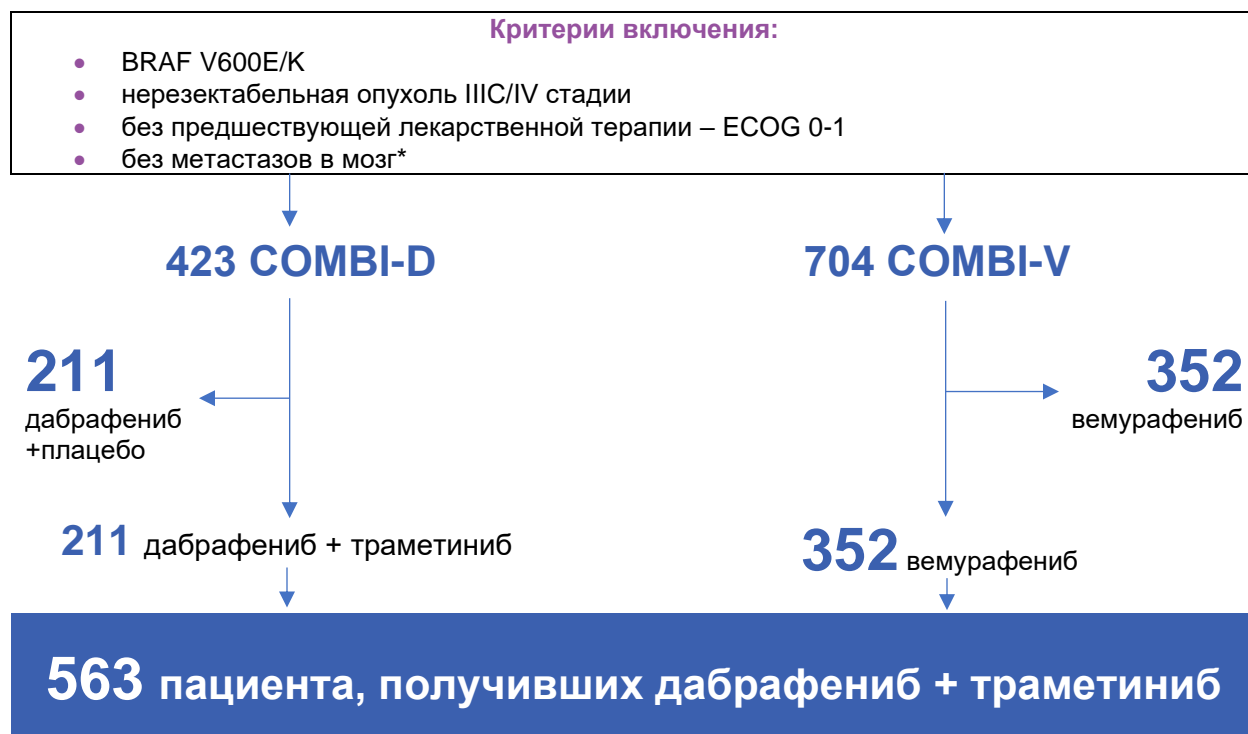 Критерии включения:
• BRAF V600E/K
• нерезектабельная опухоль IIIC/IV стадии
• без предшествующей лекарственной терапии – ECOG 0-1
• без метастазов в мозг*
423 COMBI-D
704 COMBI-V
211
дабрафениб
+плацебо
352
вемурафениб
211 дабрафениб + траметиниб
352 вемурафениб
563 пациента, получивших дабрафениб + траметиниб